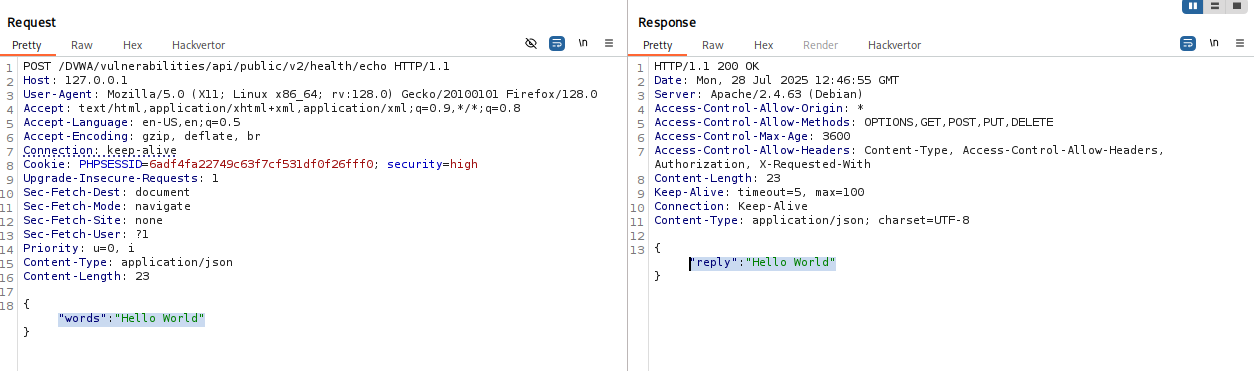 Request
Pretty Raw Hex Hackvertor \n
1 POST /DVWA/vulnerabilities/api/public/v2/health/echo HTTP/1.1
2 Host: 127.0.0.1
3 User-Agent: Mozilla/5.0 (X11; Linux x86_64; rv:128.0) Gecko/20100101 Firefox/128.0
4 Accept: text/html,application/xhtml+xml,application/xml;q=0.9,*/*;q=0.8
5 Accept-Language: en-US,en;q=0.5
6 Accept-Encoding: gzip, deflate, br
7 Connection: keep-alive
8 Cookie: PHPSESSID=6adf4fa22749c63f7cf531df0f26fff0; security=high
9 Upgrade-Insecure-Requests: 1
10 Sec-Fetch-Dest: document
11 Sec-Fetch-Mode: navigate
12 Sec-Fetch-Site: none
13 Sec-Fetch-User: ?1
14 Priority: u=0, i
15 Content-Type: application/json
16 Content-Length: 23
17
18 {
"words":"Hello World"
}
Response
Pretty Raw Hex Render Hackvertor \n
1 HTTP/1.1 200 OK
2 Date: Mon, 28 Jul 2025 12:46:55 GMT
3 Server: Apache/2.4.63 (Debian)
4 Access-Control-Allow-Origin: *
5 Access-Control-Allow-Methods: OPTIONS,GET,POST,PUT,DELETE
6 Access-Control-Max-Age: 3600
7 Access-Control-Allow-Headers: Content-Type, Access-Control-Allow-Headers,
Authorization, X-Requested-With
8 Content-Length: 23
9 Keep-Alive: timeout=5, max=100
10 Connection: Keep-Alive
11 Content-Type: application/json; charset=UTF-8
12
13 {
"reply":"Hello World"
}